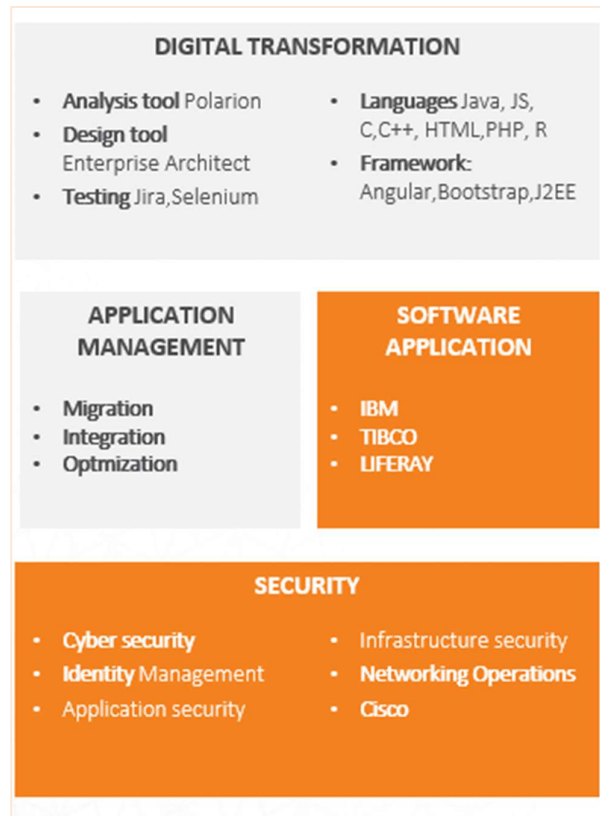 DIGITAL TRANSFORMATION
• Analysis tool Polarion
• Design tool
Enterprise Architect
• Testing Jira,Selenium
• Languages Java, JS,
C,C++, HTML,PHP, R
• Framework:
Angular,Bootstrap,J2EE
APPLICATION
MANAGEMENT
• Migration
• Integration
• Optmization
SOFTWARE
APPLICATION
• IBM
• TIBCO
• LIFERAY
SECURITY
• Cyber security
• Identity Management
• Application security
• Infrastructure security
• Networking Operations
• Cisco